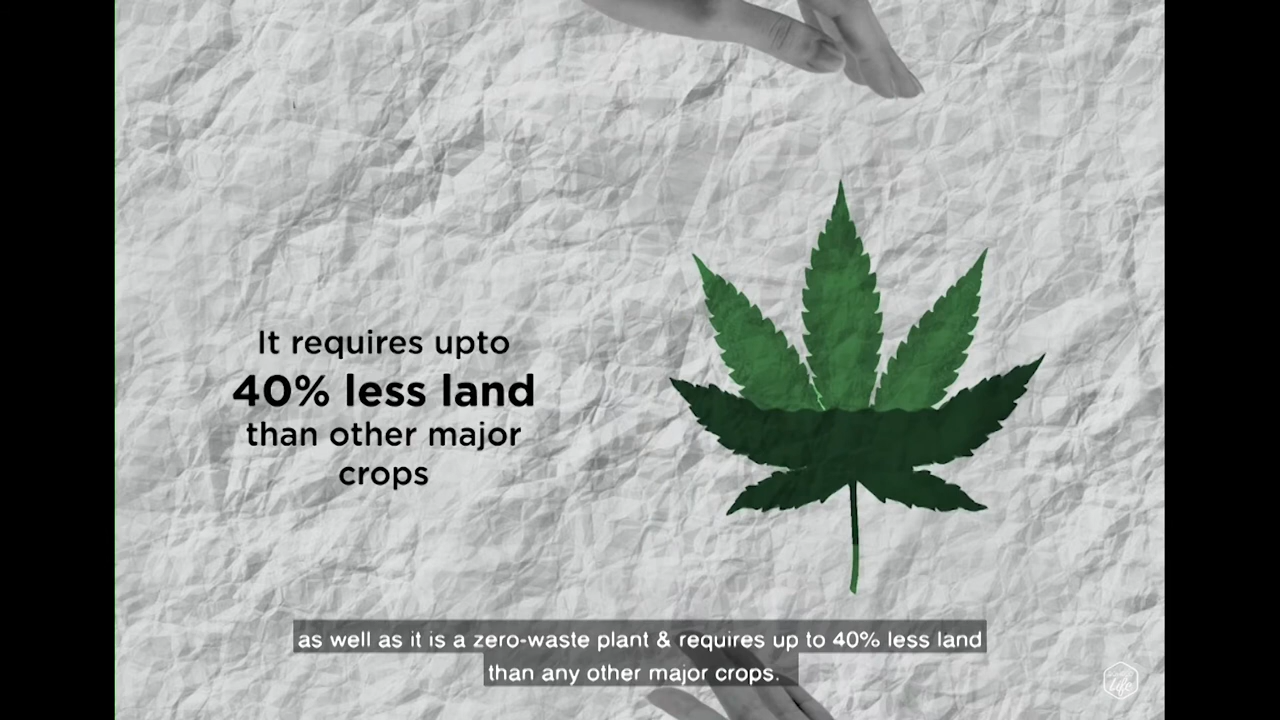 It requires upto
40% less land
than other major
crops
as well as it is a zero-waste plant & requires up to 40% less land
than any other major crops.
life